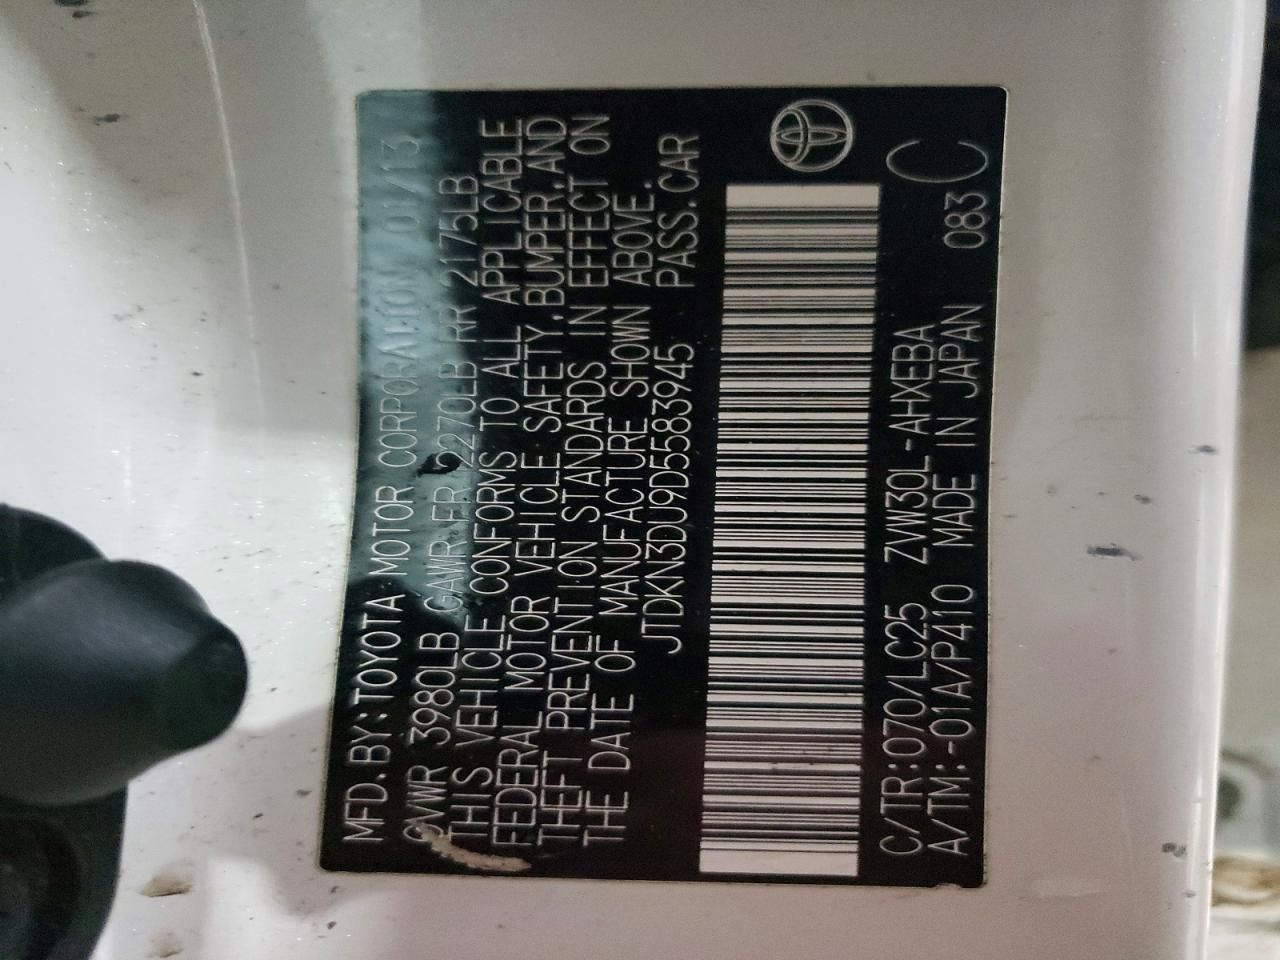 MFD.BY:TOYOTA MOTOR CORPORATION 01/13
GVWR 3980LB GAWR FR 2270LB RR 2175LB
THIS VEHICLE CONFORMS TO ALL APPLICABLE
FEDERAL MOTOR VEHICLE SAFETY,BUMPER,AND
THEFT PREVENTION STANDARDS IN EFFECT ON
THE DATE OF MANUFACTURE SHOWN ABOVE.
JTDKN3DU9D5583945 PASS.CAR
C/TR:070/LC25 ZVW30L-AHXEBA C
A/TM:-01A/P410 MADE IN JAPAN 083